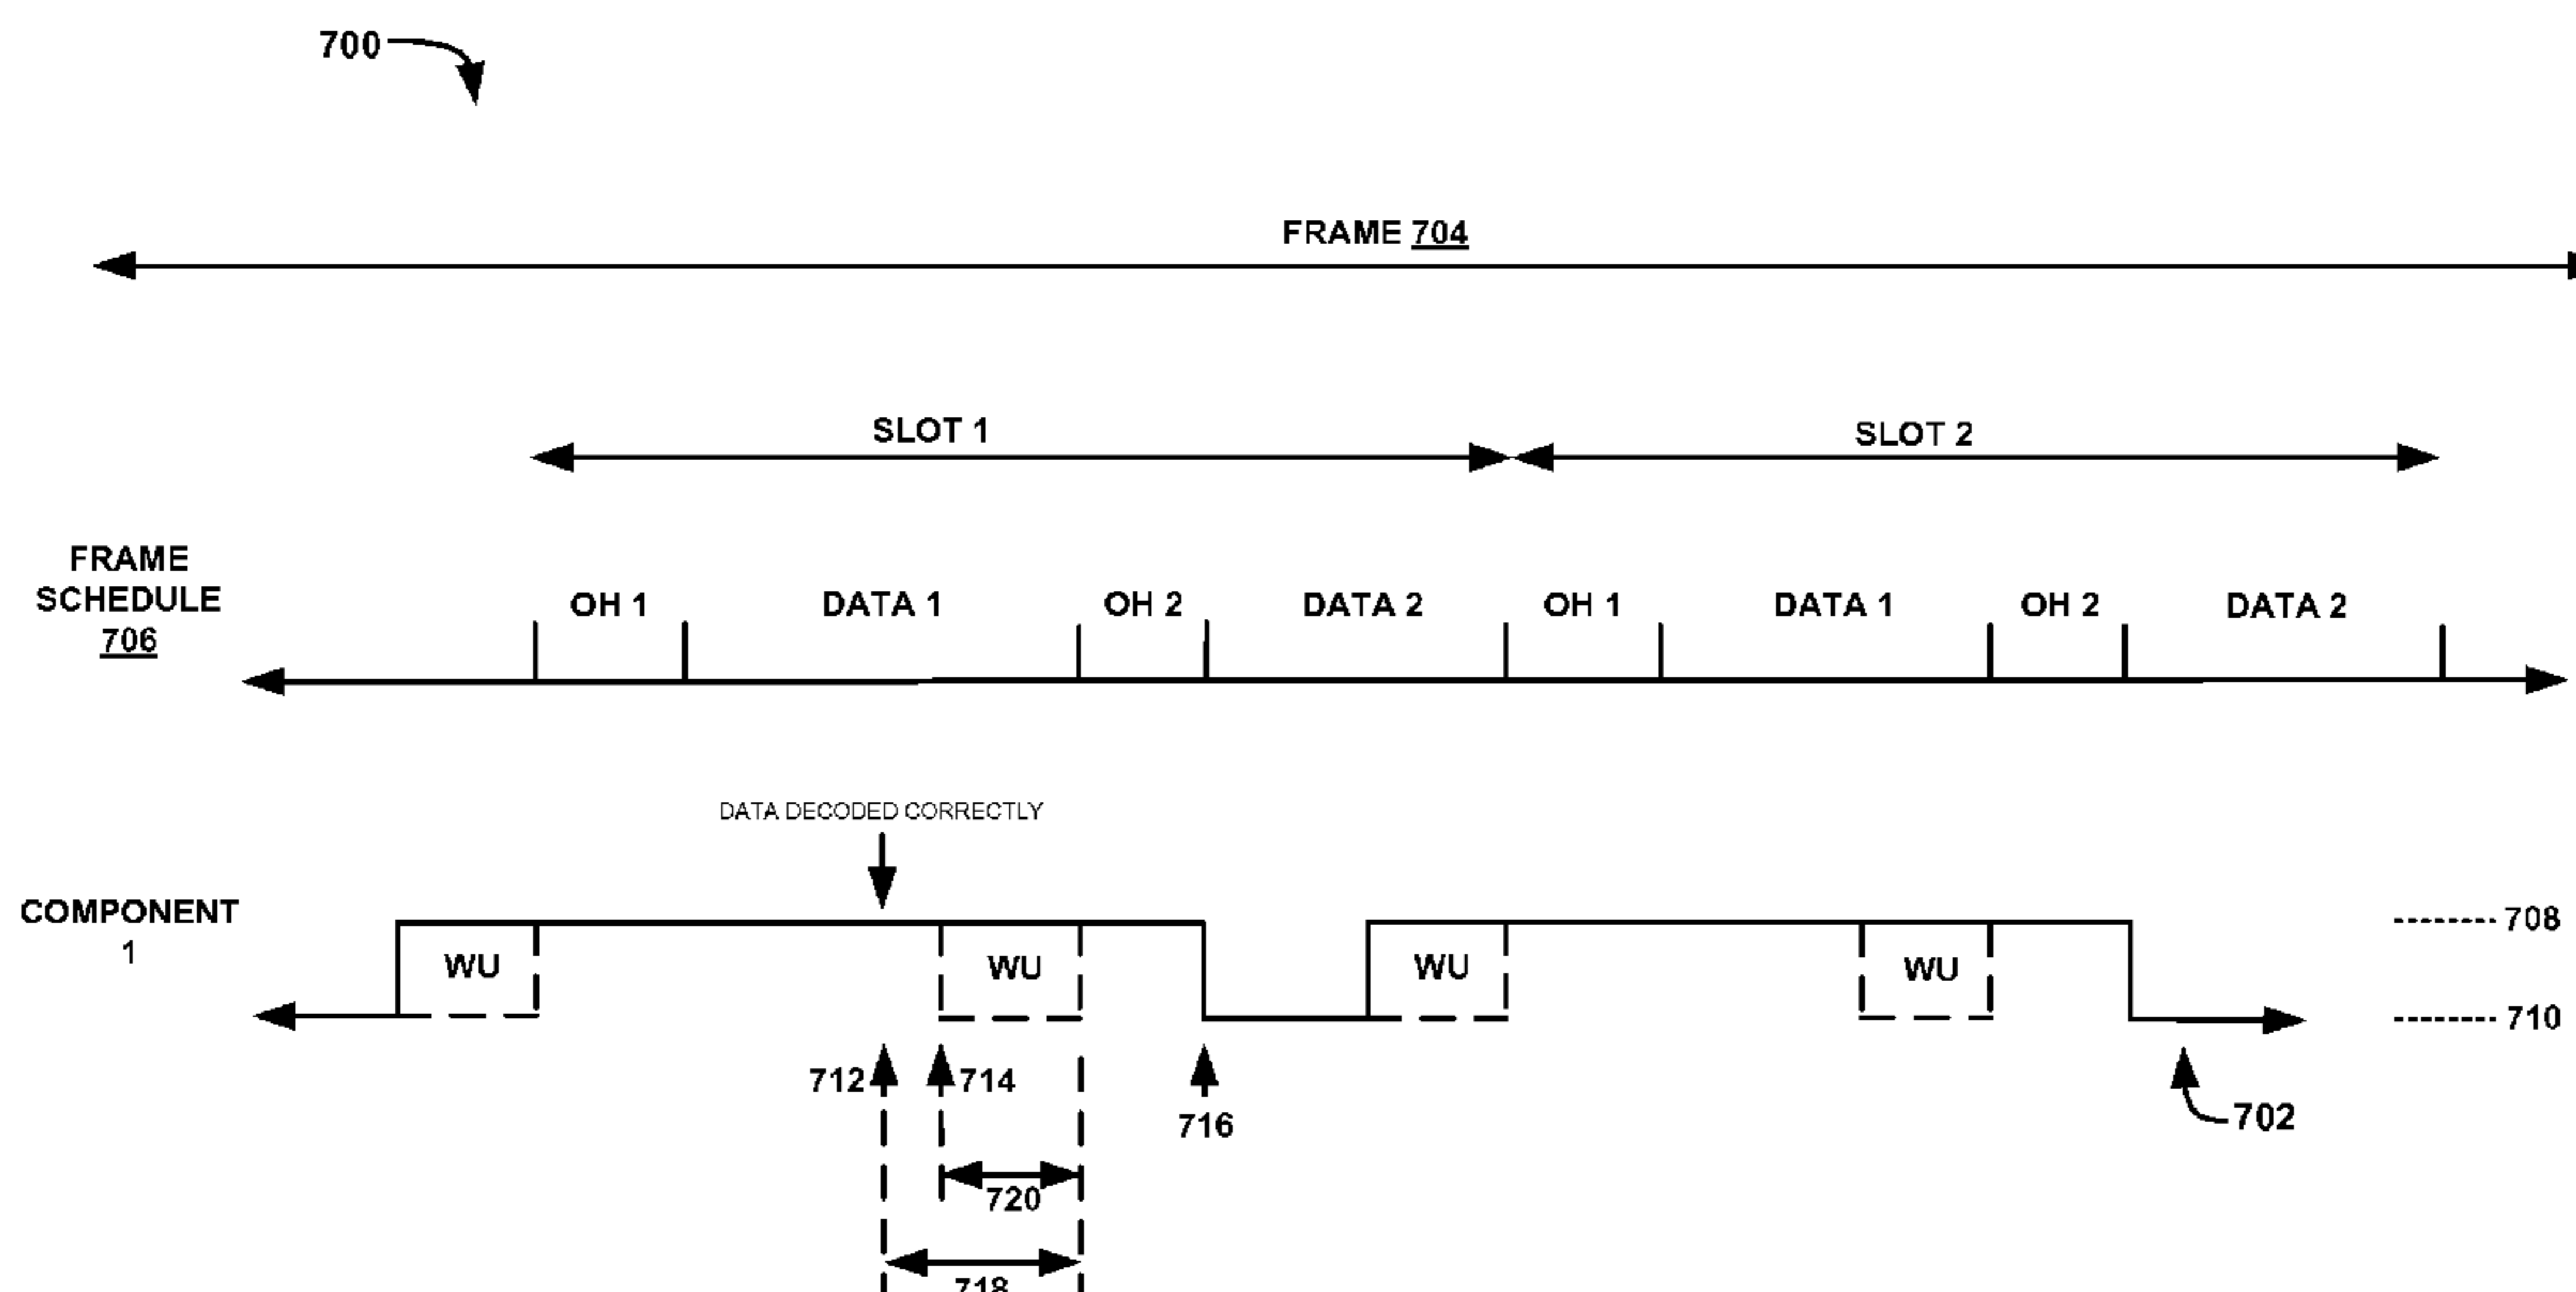 700
FRAME 704
SLOT 1
SLOT 2
FRAME
SCHEDULE
706
OH 1
DATA 1
OH 2
DATA 2
OH 1
DATA 1
OH 2
DATA 2
DATA DECODED CORRECTLY
COMPONENT
1
WU
WU
WU
WU
708
710
712
714
716
702
720
718